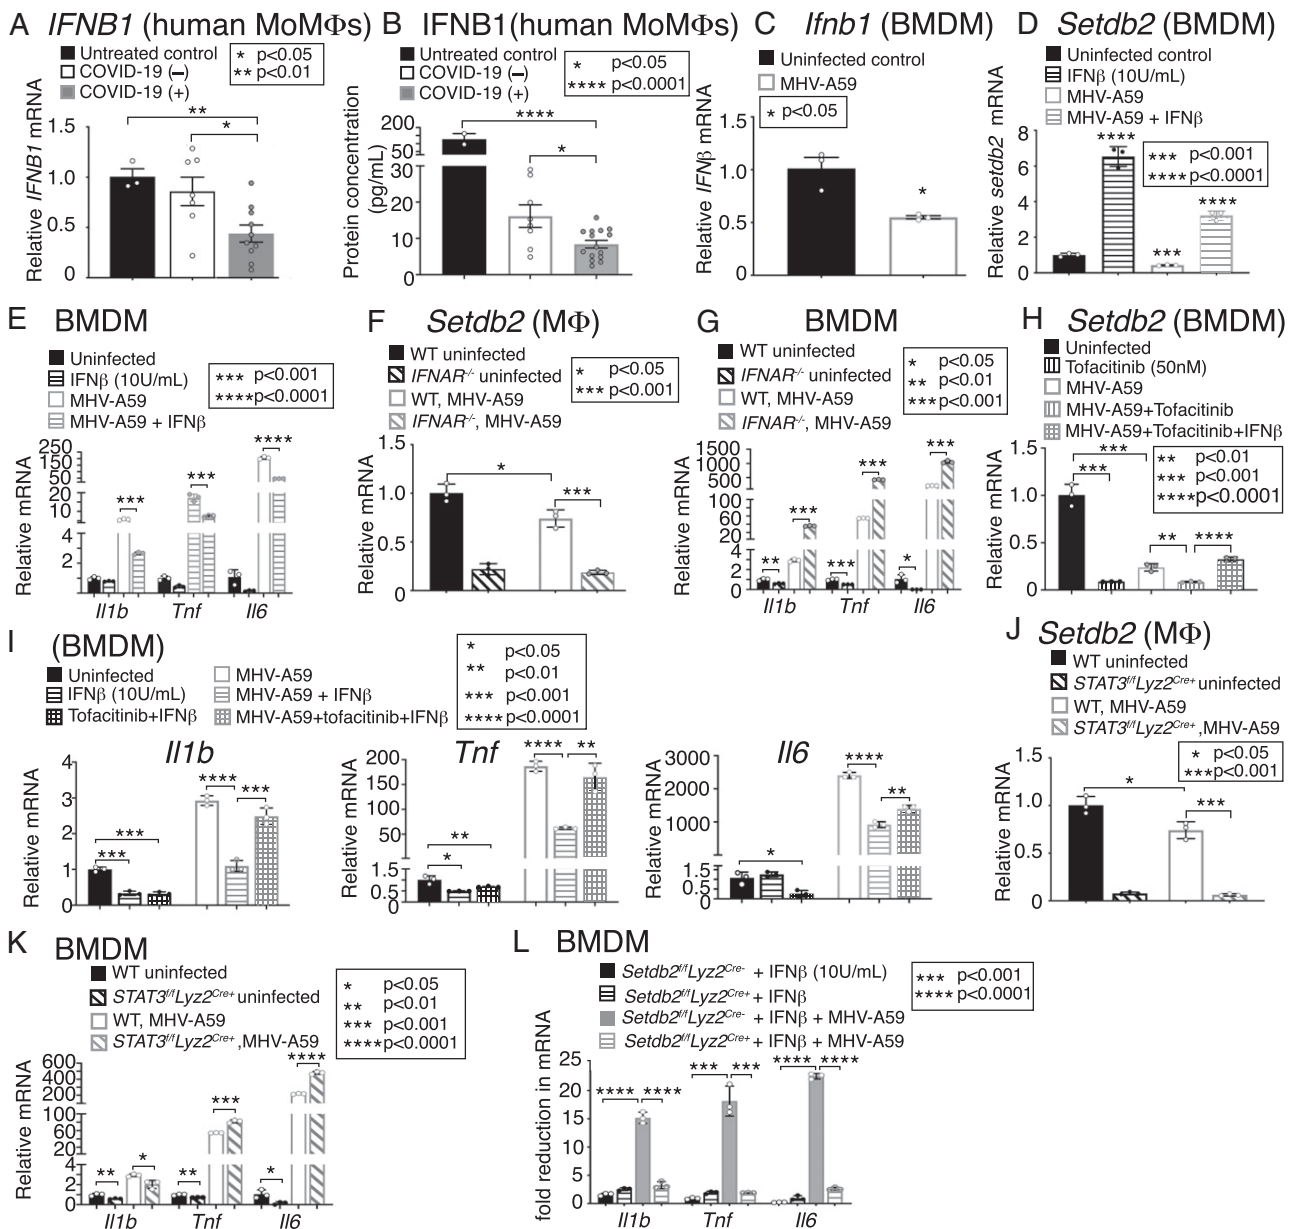 A IFNB1 (human MoMΦs)
Untreated control
COVID-19 (–)
COVID-19 (+)
* p<0.05
** p<0.01
Relative IFNB1 mRNA
1.5
1.0
0.5
0
**
*
B IFNB1(human MoMΦs)
Untreated control
COVID-19 (–)
COVID-19 (+)
* p<0.05
**** p<0.0001
Protein concentration
(pg/mL)
200
50
30
20
10
0
****
*
C Ifnb1 (BMDM)
Uninfected control
MHV-A59
* p<0.05
Relative IFNβ mRNA
1.5
1.0
0.5
0
*
D Setdb2 (BMDM)
Uninfected control
IFNβ (10U/mL)
MHV-A59
MHV-A59 + IFNβ
*** p<0.001
**** p<0.0001
Relative setdb2 mRNA
8
6
4
2
0
****
***
****
E BMDM
Uninfected
IFNβ (10U/mL)
MHV-A59
MHV-A59 + IFNβ
*** p<0.001
**** p<0.0001
Relative mRNA
250
150
50
20
10
4
2
***
***
****
Il1b Tnf Il6
F Setdb2 (MΦ)
WT uninfected
IFNAR-/- uninfected
WT, MHV-A59
IFNAR-/-, MHV-A59
* p<0.05
*** p<0.001
Relative mRNA
1.5
1.0
0.5
0
*
***
G BMDM
WT uninfected
IFNAR-/- uninfected
WT, MHV-A59
IFNAR-/-, MHV-A59
* p<0.05
** p<0.01
*** p<0.001
Relative mRNA
1500
1000
500
100
60
20
4
3
2
1
0
**
***
***
***
*
***
Il1b Tnf Il6
H Setdb2 (BMDM)
Uninfected
Tofacitinib (50nM)
MHV-A59
MHV-A59+Tofacitinib
MHV-A59+Tofacitinib+IFNβ
** p<0.01
*** p<0.001
**** p<0.0001
Relative mRNA
1.5
1.0
0.5
0
***
***
**
****
I (BMDM)
Uninfected
IFNβ (10U/mL)
Tofacitinib+IFNβ
MHV-A59
MHV-A59 + IFNβ
MHV-A59+tofacitinib+IFNβ
* p<0.05
** p<0.01
*** p<0.001
**** p<0.0001
Il1b
Relative mRNA
4
3
2
1
0
***
***
****
***
Tnf
Relative mRNA
200
150
100
50
1.5
0.5
0
*
**
****
**
Il6
Relative mRNA
3000
2000
1000
1.5
1.0
0.5
0
*
****
**
J Setdb2 (MΦ)
WT uninfected
STAT3f/fLyz2Cre+ uninfected
WT, MHV-A59
STAT3f/fLyz2Cre+,MHV-A59
* p<0.05
*** p<0.001
Relative mRNA
1.5
1.0
0.5
0
*
***
K BMDM
WT uninfected
STAT3f/fLyz2Cre+ uninfected
WT, MHV-A59
STAT3f/fLyz2Cre+,MHV-A59
* p<0.05
** p<0.01
*** p<0.001
**** p<0.0001
Relative mRNA
600
400
200
100
60
20
4
2
0
**
*
**
***
*
****
Il1b Tnf Il6
L BMDM
Setdb2f/fLyz2Cre- + IFNβ (10U/mL)
Setdb2f/fLyz2Cre+ + IFNβ
Setdb2f/fLyz2Cre- + IFNβ + MHV-A59
Setdb2f/fLyz2Cre+ + IFNβ + MHV-A59
*** p<0.001
**** p<0.0001
fold reduction in mRNA
25
20
15
10
5
0
****
****
***
***
****
****
Il1b Tnf Il6